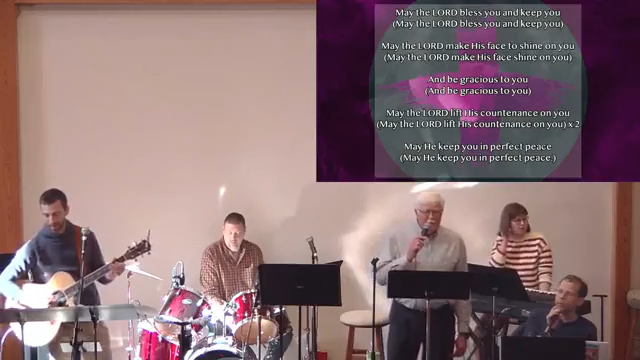 May the LORD bless you and keep you
(May the LORD bless you and keep you)
May the LORD make His face to shine on you
(May the LORD make His face shine on you)
And be gracious to you
(And be gracious to you)
May the LORD lift His countenance on you
(May the LORD lift His countenance on you) x 2
May He keep you in perfect peace
(May He keep you in perfect peace.)